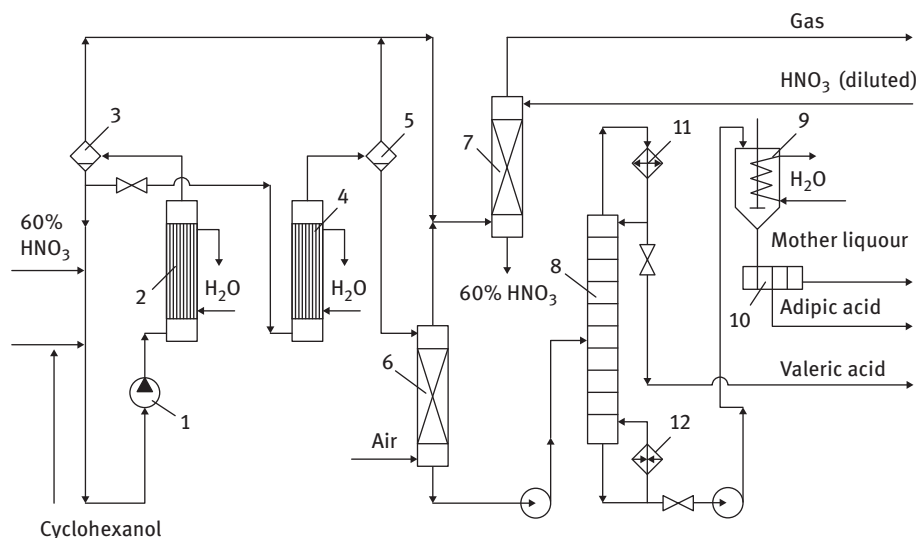 Gas
HNO₃ (diluted)
3
5
7
11
9
H₂O
4
60%
HNO₃
2
H₂O
H₂O
60% HNO₃
8
Mother liquour
10
Adipic acid
6
Valeric acid
1
Air
12
Cyclohexanol